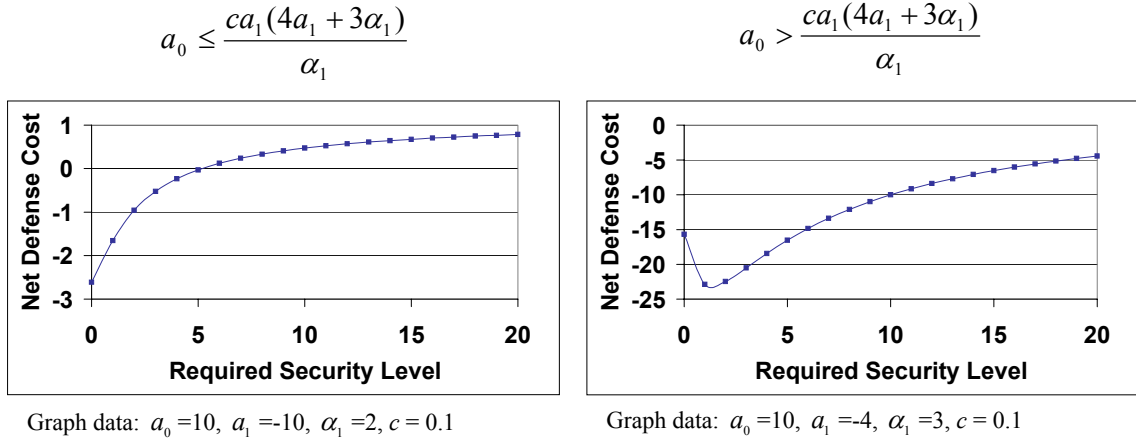 a₀ ≤ ca₁(4a₁ + 3α₁) / α₁
a₀ > ca₁(4a₁ + 3α₁) / α₁
Net Defense Cost
1
0
-1
-2
-3
0 5 10 15 20
Required Security Level
Graph data: a₀ =10, a₁ =-10, α₁ =2, c = 0.1
Net Defense Cost
0
-5
-10
-15
-20
-25
0 5 10 15 20
Required Security Level
Graph data: a₀ =10, a₁ =-4, α₁ =3, c = 0.1